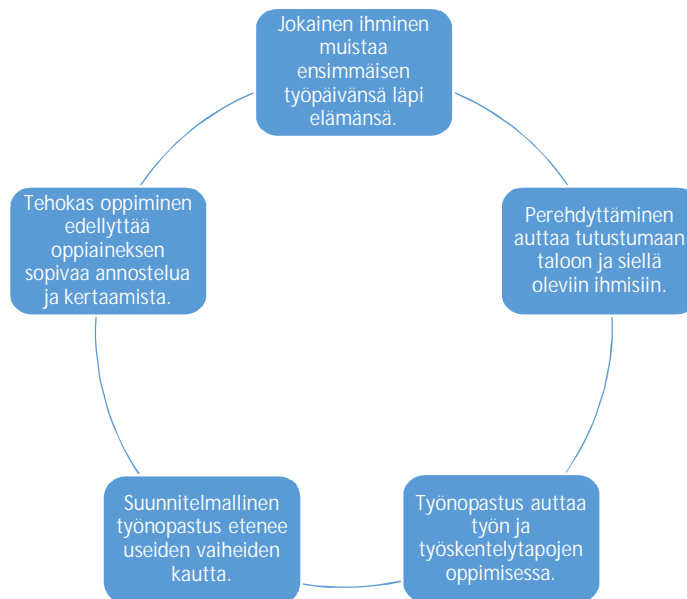 Jokainen ihminen
muistaa
ensimmäisen
työpäivänsä läpi
elämänsä.
Perehdyttäminen
auttaa tutustumaan
taloon ja siellä
oleviin ihmisiin.
Työnopastus auttaa
työn ja
työskentelytapojen
oppimisessa.
Suunnitelmallinen
työnopastus etenee
useiden vaiheiden
kautta.
Tehokas oppiminen
edellyttää
oppiaineksen
sopivaa annostelua
ja kertaamista.